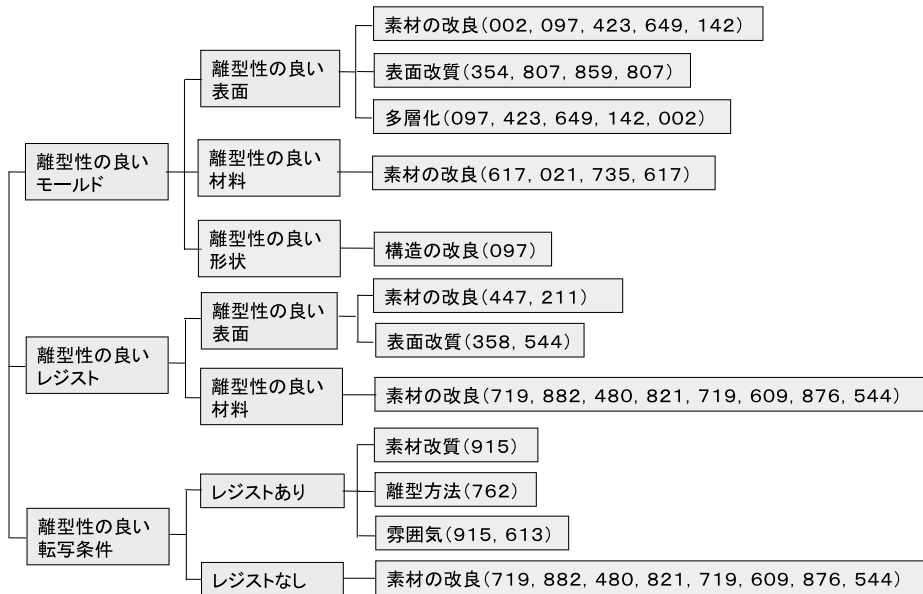 離型性の良い
モールド
離型性の良い
表面
素材の改良(002, 097, 423, 649, 142)
表面改質(354, 807, 859, 807)
多層化(097, 423, 649, 142, 002)
離型性の良い
材料
素材の改良(617, 021, 735, 617)
離型性の良い
形状
構造の改良(097)
離型性の良い
レジスト
離型性の良い
表面
素材の改良(447, 211)
表面改質(358, 544)
離型性の良い
材料
素材の改良(719, 882, 480, 821, 719, 609, 876, 544)
離型性の良い
転写条件
レジストあり
素材改質(915)
離型方法(762)
雰囲気(915, 613)
レジストなし
素材の改良(719, 882, 480, 821, 719, 609, 876, 544)